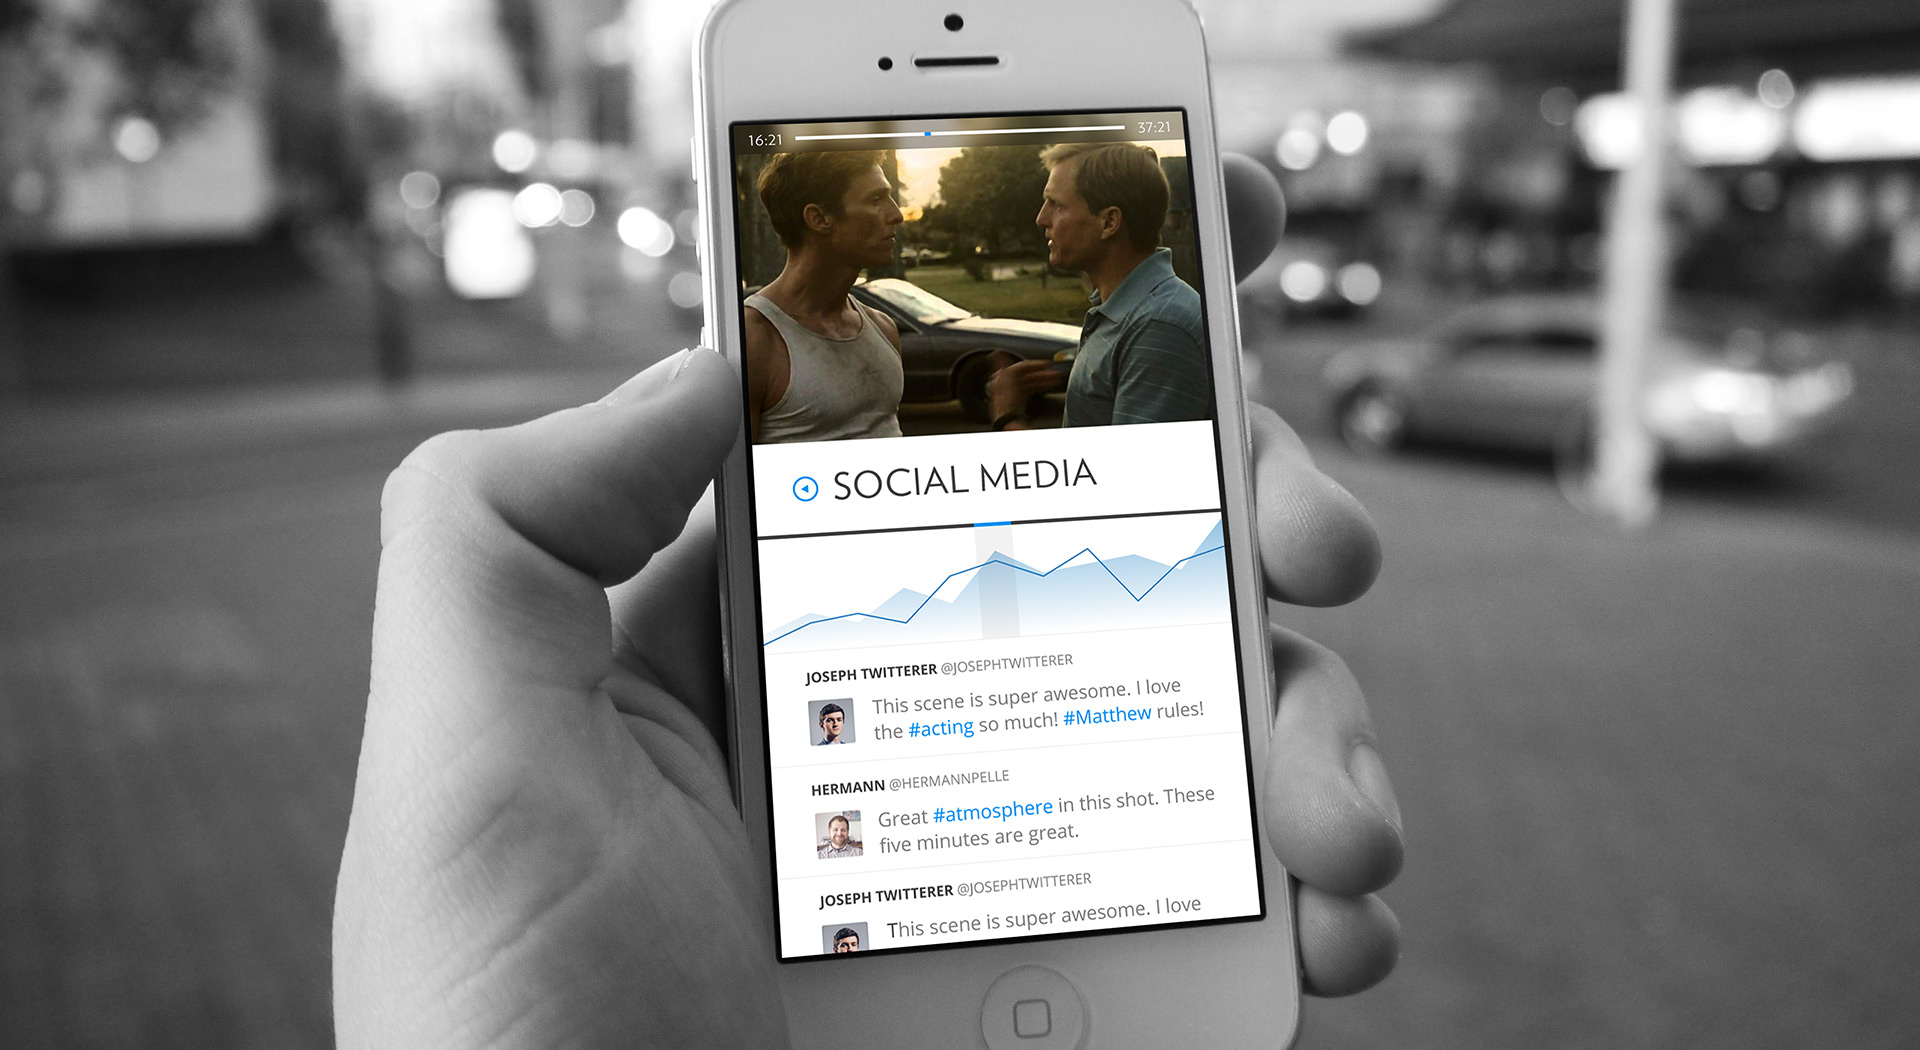 16:21 37:21
SOCIAL MEDIA
JOSEPH TWITTERER @JOSEPHTWITTERER
This scene is super awesome. I love
the #acting so much! #Matthew rules!
HERMANN @HERMANNPELLE
Great #atmosphere in this shot. These
five minutes are great.
JOSEPH TWITTERER @JOSEPHTWITTERER
This scene is super awesome. I love